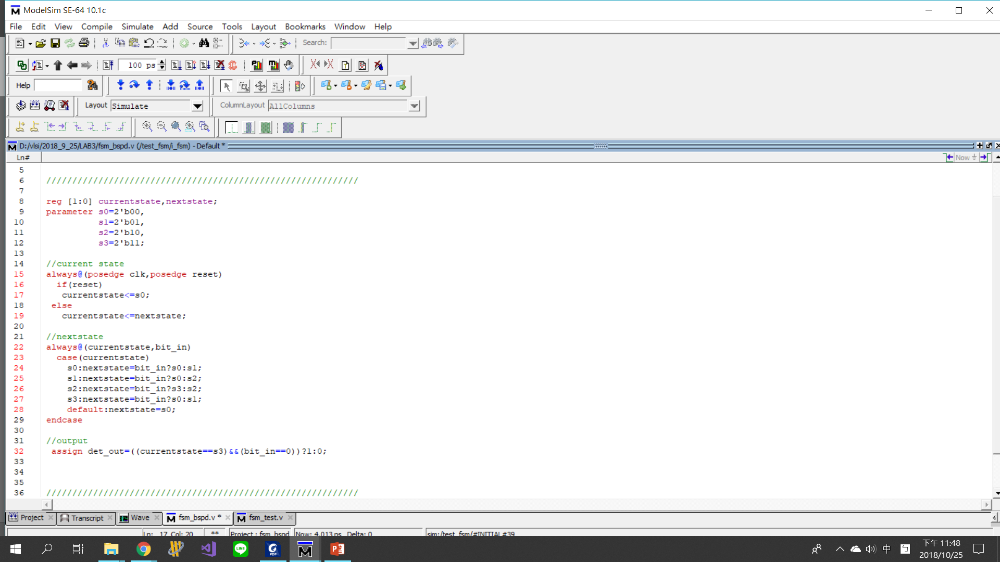 ModelSim SE-64 10.1c
File Edit View Compile Simulate Add Source Tools Layout Bookmarks Window Help
Search:
100 ps
Help
Layout Simulate ColumnLayout AllColumns
D:/vlsi/2018_9_25/LAB3/fsm_bspd.v (/test_fsm/i_fsm) - Default *
Ln# Now
5
6 ////////////////////////////////////////////////////////////
7
8 reg [1:0] currentstate,nextstate;
9 parameter s0=2'b00,
10 s1=2'b01,
11 s2=2'b10,
12 s3=2'b11;
13
14 //current state
15 always@(posedge clk,posedge reset)
16 if(reset)
17 currentstate<=s0;
18 else
19 currentstate<=nextstate;
20
21 //nextstate
22 always@(currentstate,bit_in)
23 case(currentstate)
24 s0:nextstate=bit_in?s0:s1;
25 s1:nextstate=bit_in?s0:s2;
26 s2:nextstate=bit_in?s3:s2;
27 s3:nextstate=bit_in?s0:s1;
28 default:nextstate=s0;
29 endcase
30
31 //output
32 assign det_out=((currentstate==s3)&&(bit_in==0))?1:0;
33
34
35
36 ////////////////////////////////////////////////////////////
Project Transcript Wave fsm_bspd.v * fsm_test.v
Ln: 17 Col: 20 ** Project : fsm_bspd Now: 4,013 ns Delta: 0 sim:/test_fsm/#INITIAL#39
LINE PDF 中 下午 11:48
2018/10/25